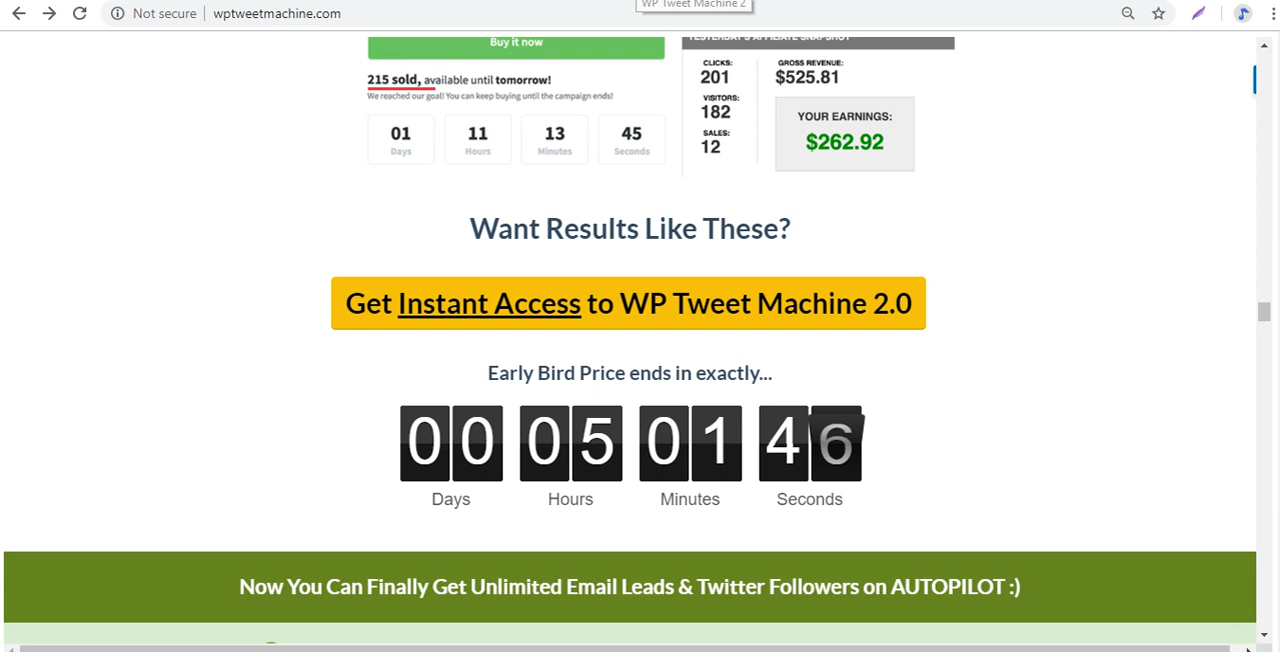 WP Tweet Machine 2
Not secure
wptweetmachine.com
Buy it now
215 sold, available until tomorrow!
We reached our goal! You can keep buying until the campaign ends!
01 11 13 45
Days Hours Minutes Seconds
YESTERDAY'S AFFILIATE SNAPSHOT
CLICKS: GROSS REVENUE:
201 $525.81
VISITORS:
182
SALES:
12
YOUR EARNINGS:
$262.92
Want Results Like These?
Get Instant Access to WP Tweet Machine 2.0
Early Bird Price ends in exactly...
00 05 01 46
Days Hours Minutes Seconds
Now You Can Finally Get Unlimited Email Leads & Twitter Followers on AUTOPILOT :)